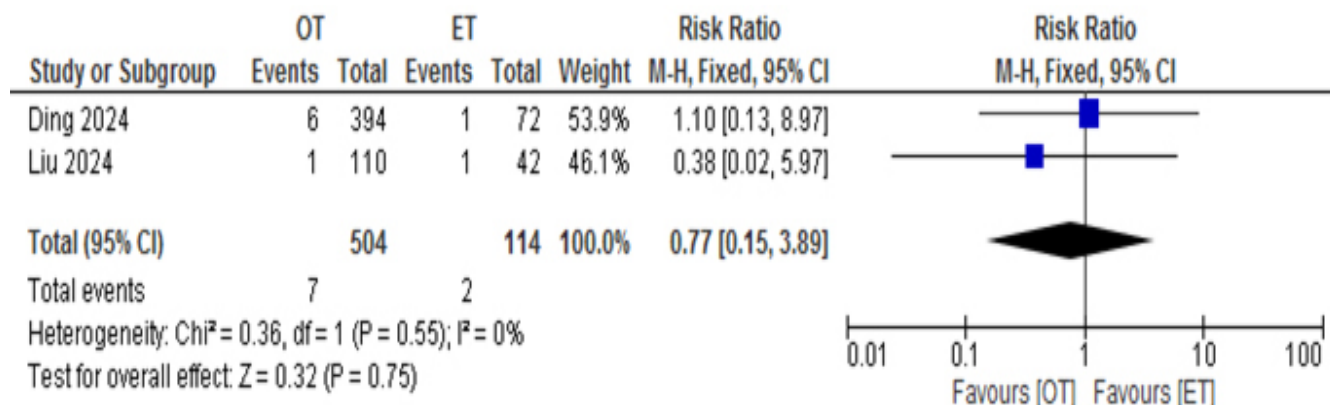 OT ET Risk Ratio Risk Ratio
Study or Subgroup Events Total Events Total Weight M-H, Fixed, 95% CI M-H, Fixed, 95% CI
Ding 2024 6 394 1 72 53.9% 1.10 [0.13, 8.97]
Liu 2024 1 110 1 42 46.1% 0.38 [0.02, 5.97]
Total (95% CI) 504 114 100.0% 0.77 [0.15, 3.89]
Total events 7 2
Heterogeneity: Chi² = 0.36, df = 1 (P = 0.55); I² = 0%
Test for overall effect: Z = 0.32 (P = 0.75)
0.01 0.1 1 10 100
Favours [OT] Favours [ET]